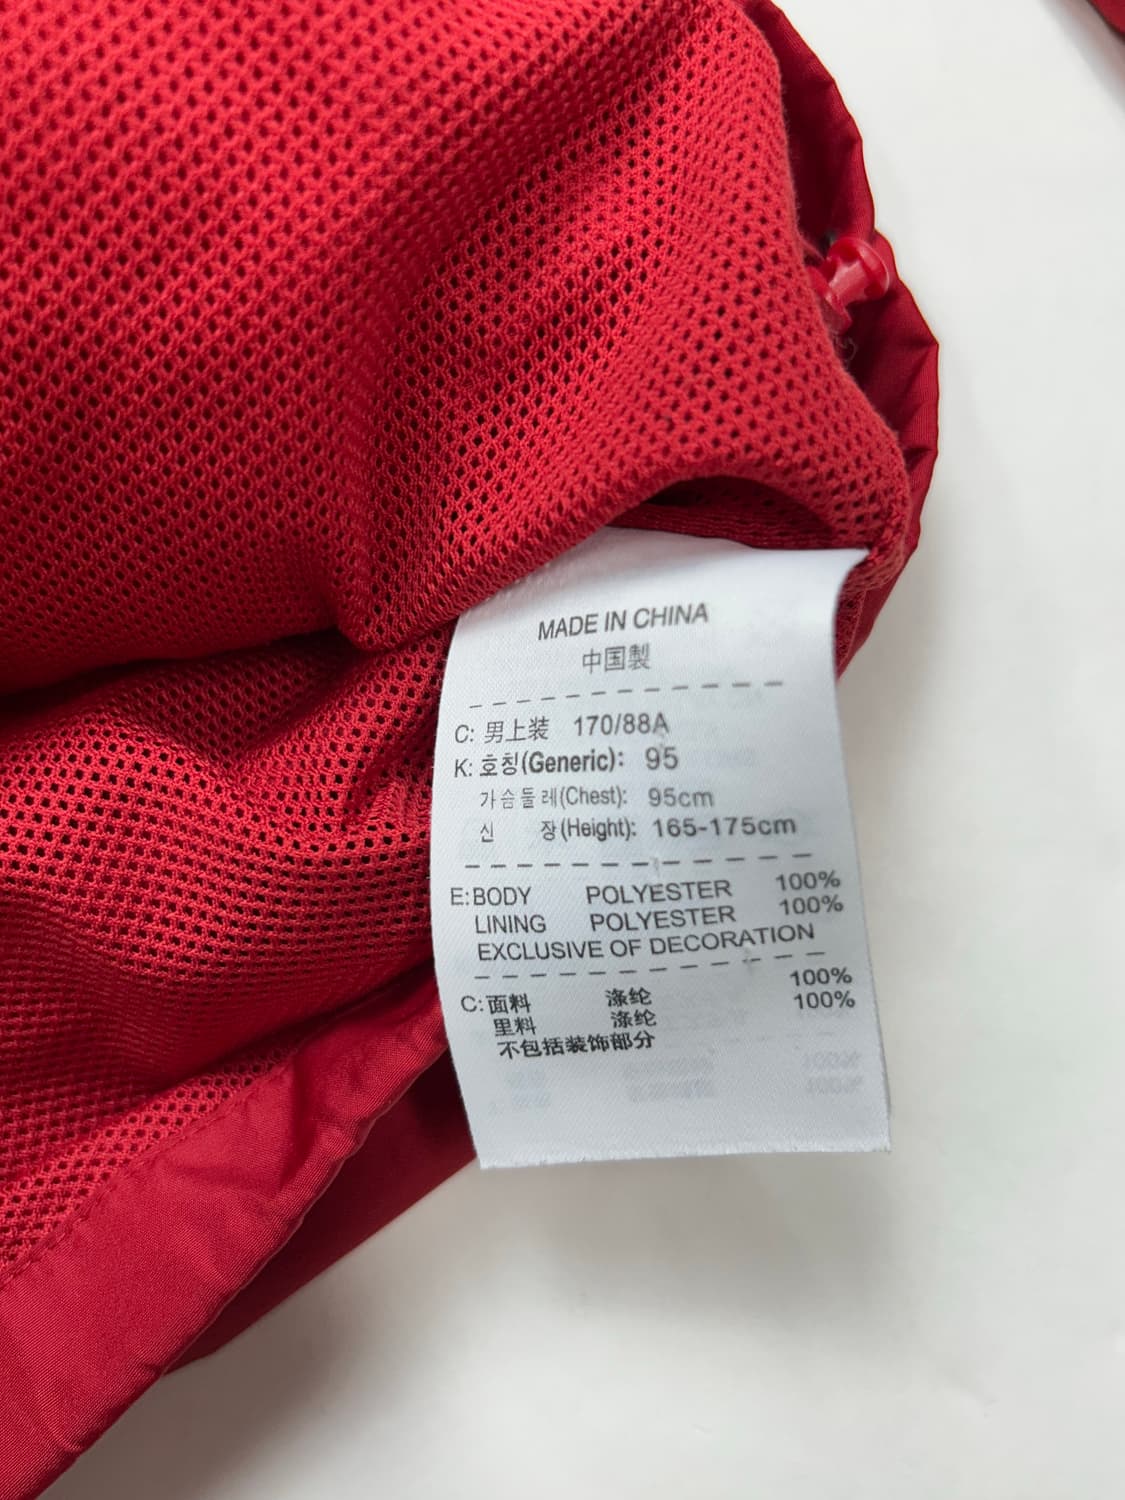 MADE IN CHINA
中国製
C: 男上装 170/88A
K: 호칭(Generic): 95
가슴둘레(Chest): 95cm
신 장(Height): 165-175cm
E:BODY POLYESTER 100%
LINING POLYESTER 100%
EXCLUSIVE OF DECORATION
C:面料 涤纶 100%
里料 涤纶 100%
不包括装饰部分